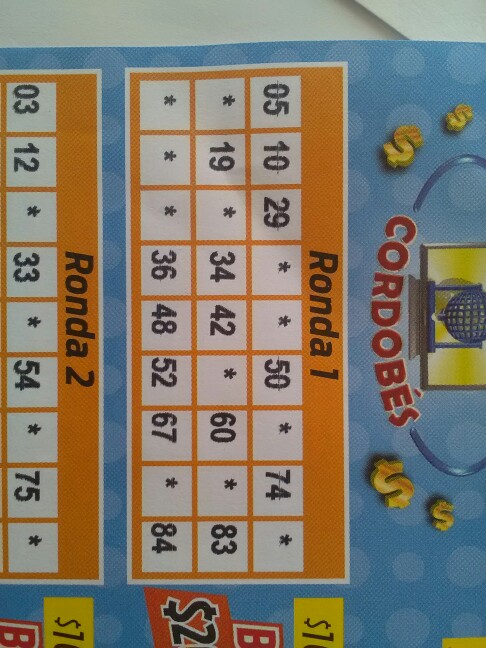 CORDOBÉS
Ronda 1
05 10 29 * * 50 * 74 *
* 19 * 34 42 * 60 * 83
* * * 36 48 52 67 * 84
Ronda 2
03 12 * 33 * 54 * 75 *